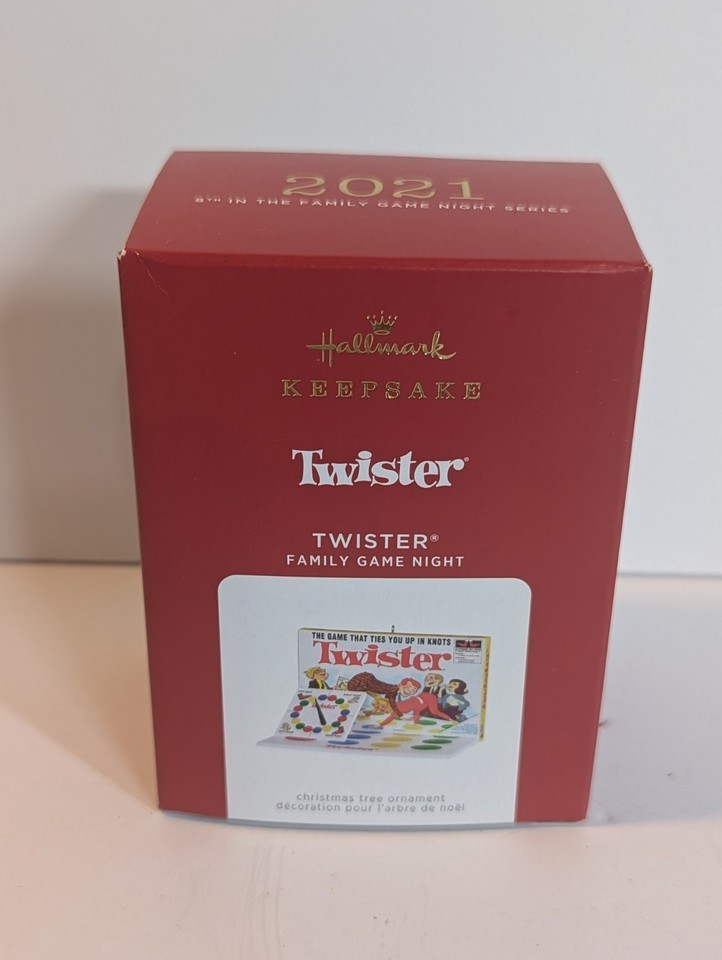 2021
8TH IN THE FAMILY GAME NIGHT SERIES
Hallmark
KEEPSAKE
Twister®
TWISTER®
FAMILY GAME NIGHT
THE GAME THAT TIES YOU UP IN KNOTS
Twister
Twister
christmas tree ornament
décoration pour l'arbre de noël